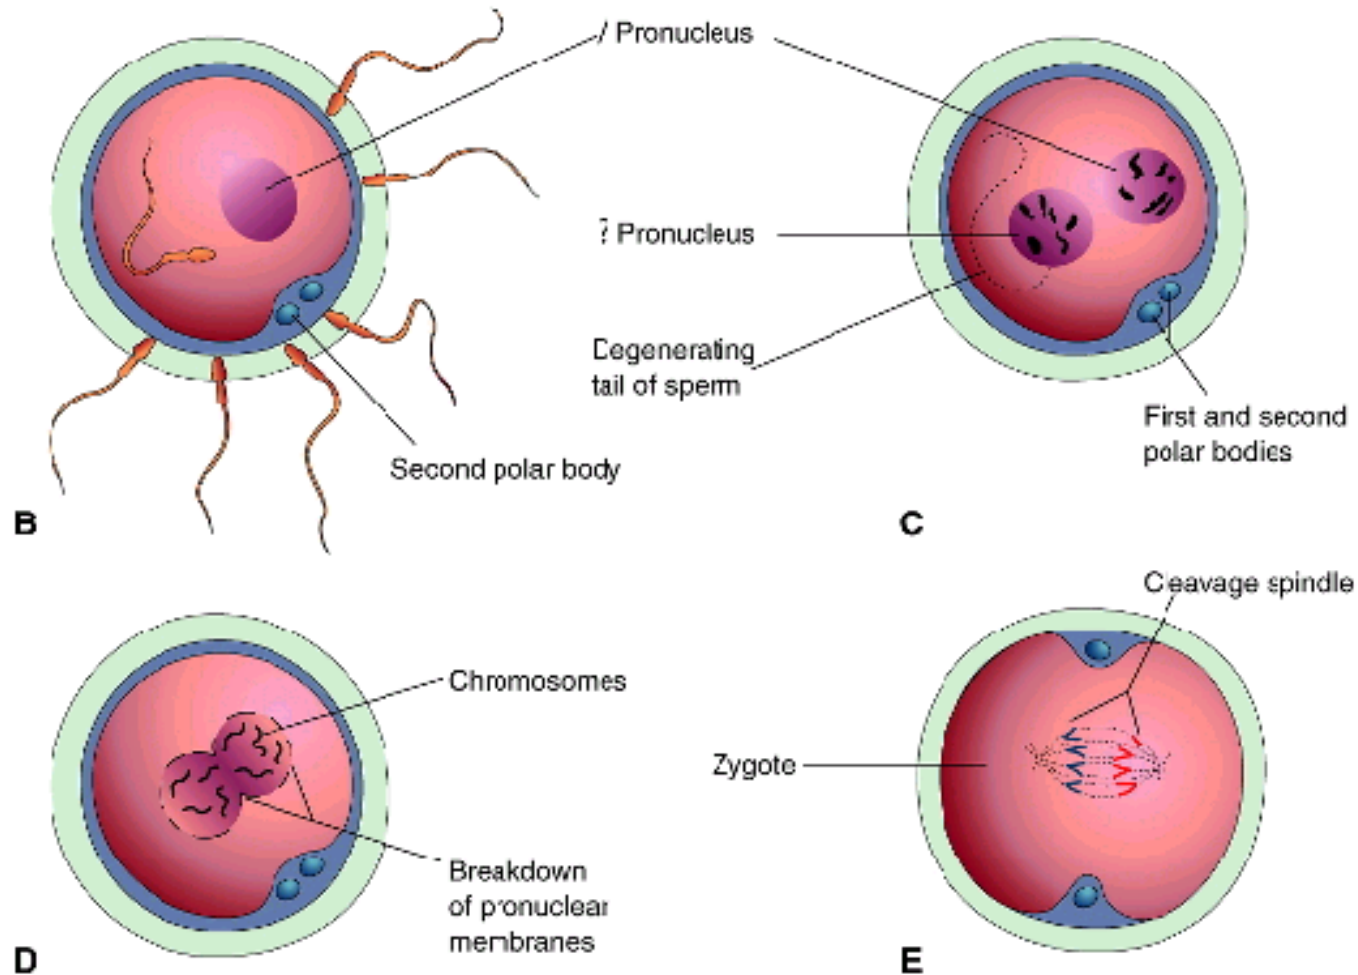 Pronucleus
Pronucleus
Degenerating
tail of sperm
First and second
polar bodies
Second polar body
B
C
Cleavage spindle
Chromosomes
Zygote
Breakdown
of pronuclear
membranes
D
E